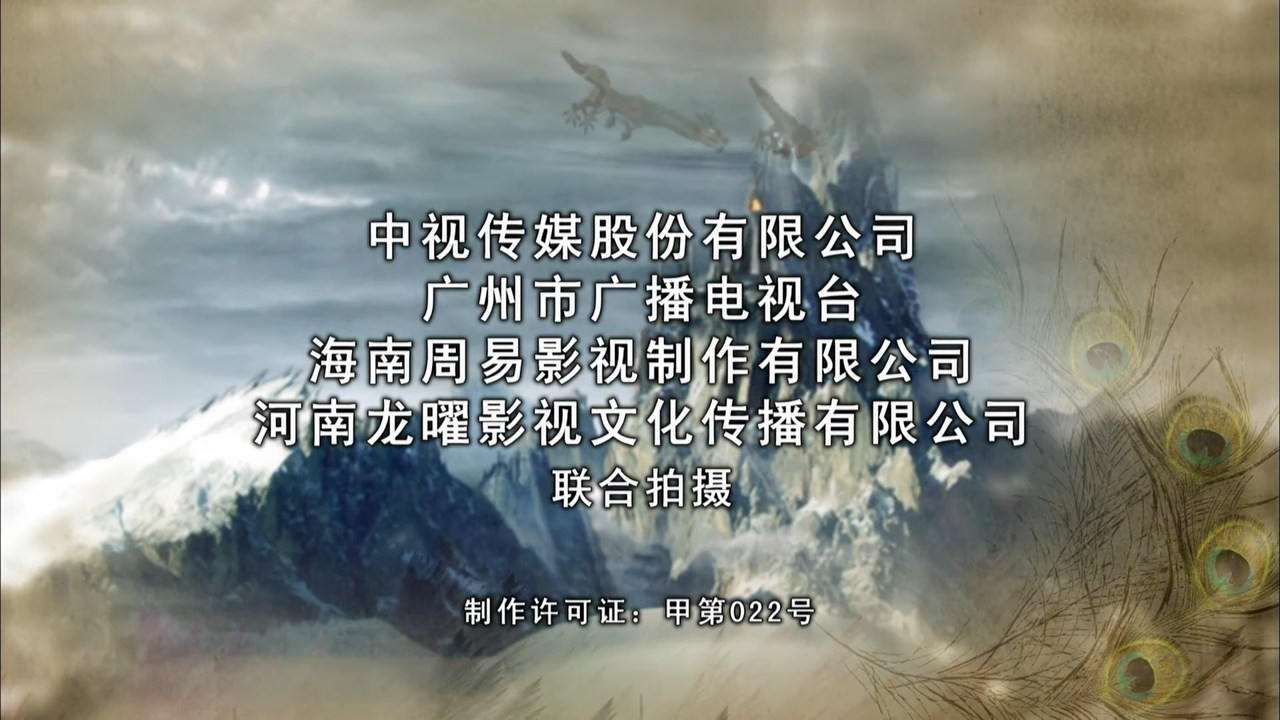 中视传媒股份有限公司
广州市广播电视台
海南周易影视制作有限公司
河南龙曜影视文化传播有限公司
联合拍摄
制作许可证：甲第022号